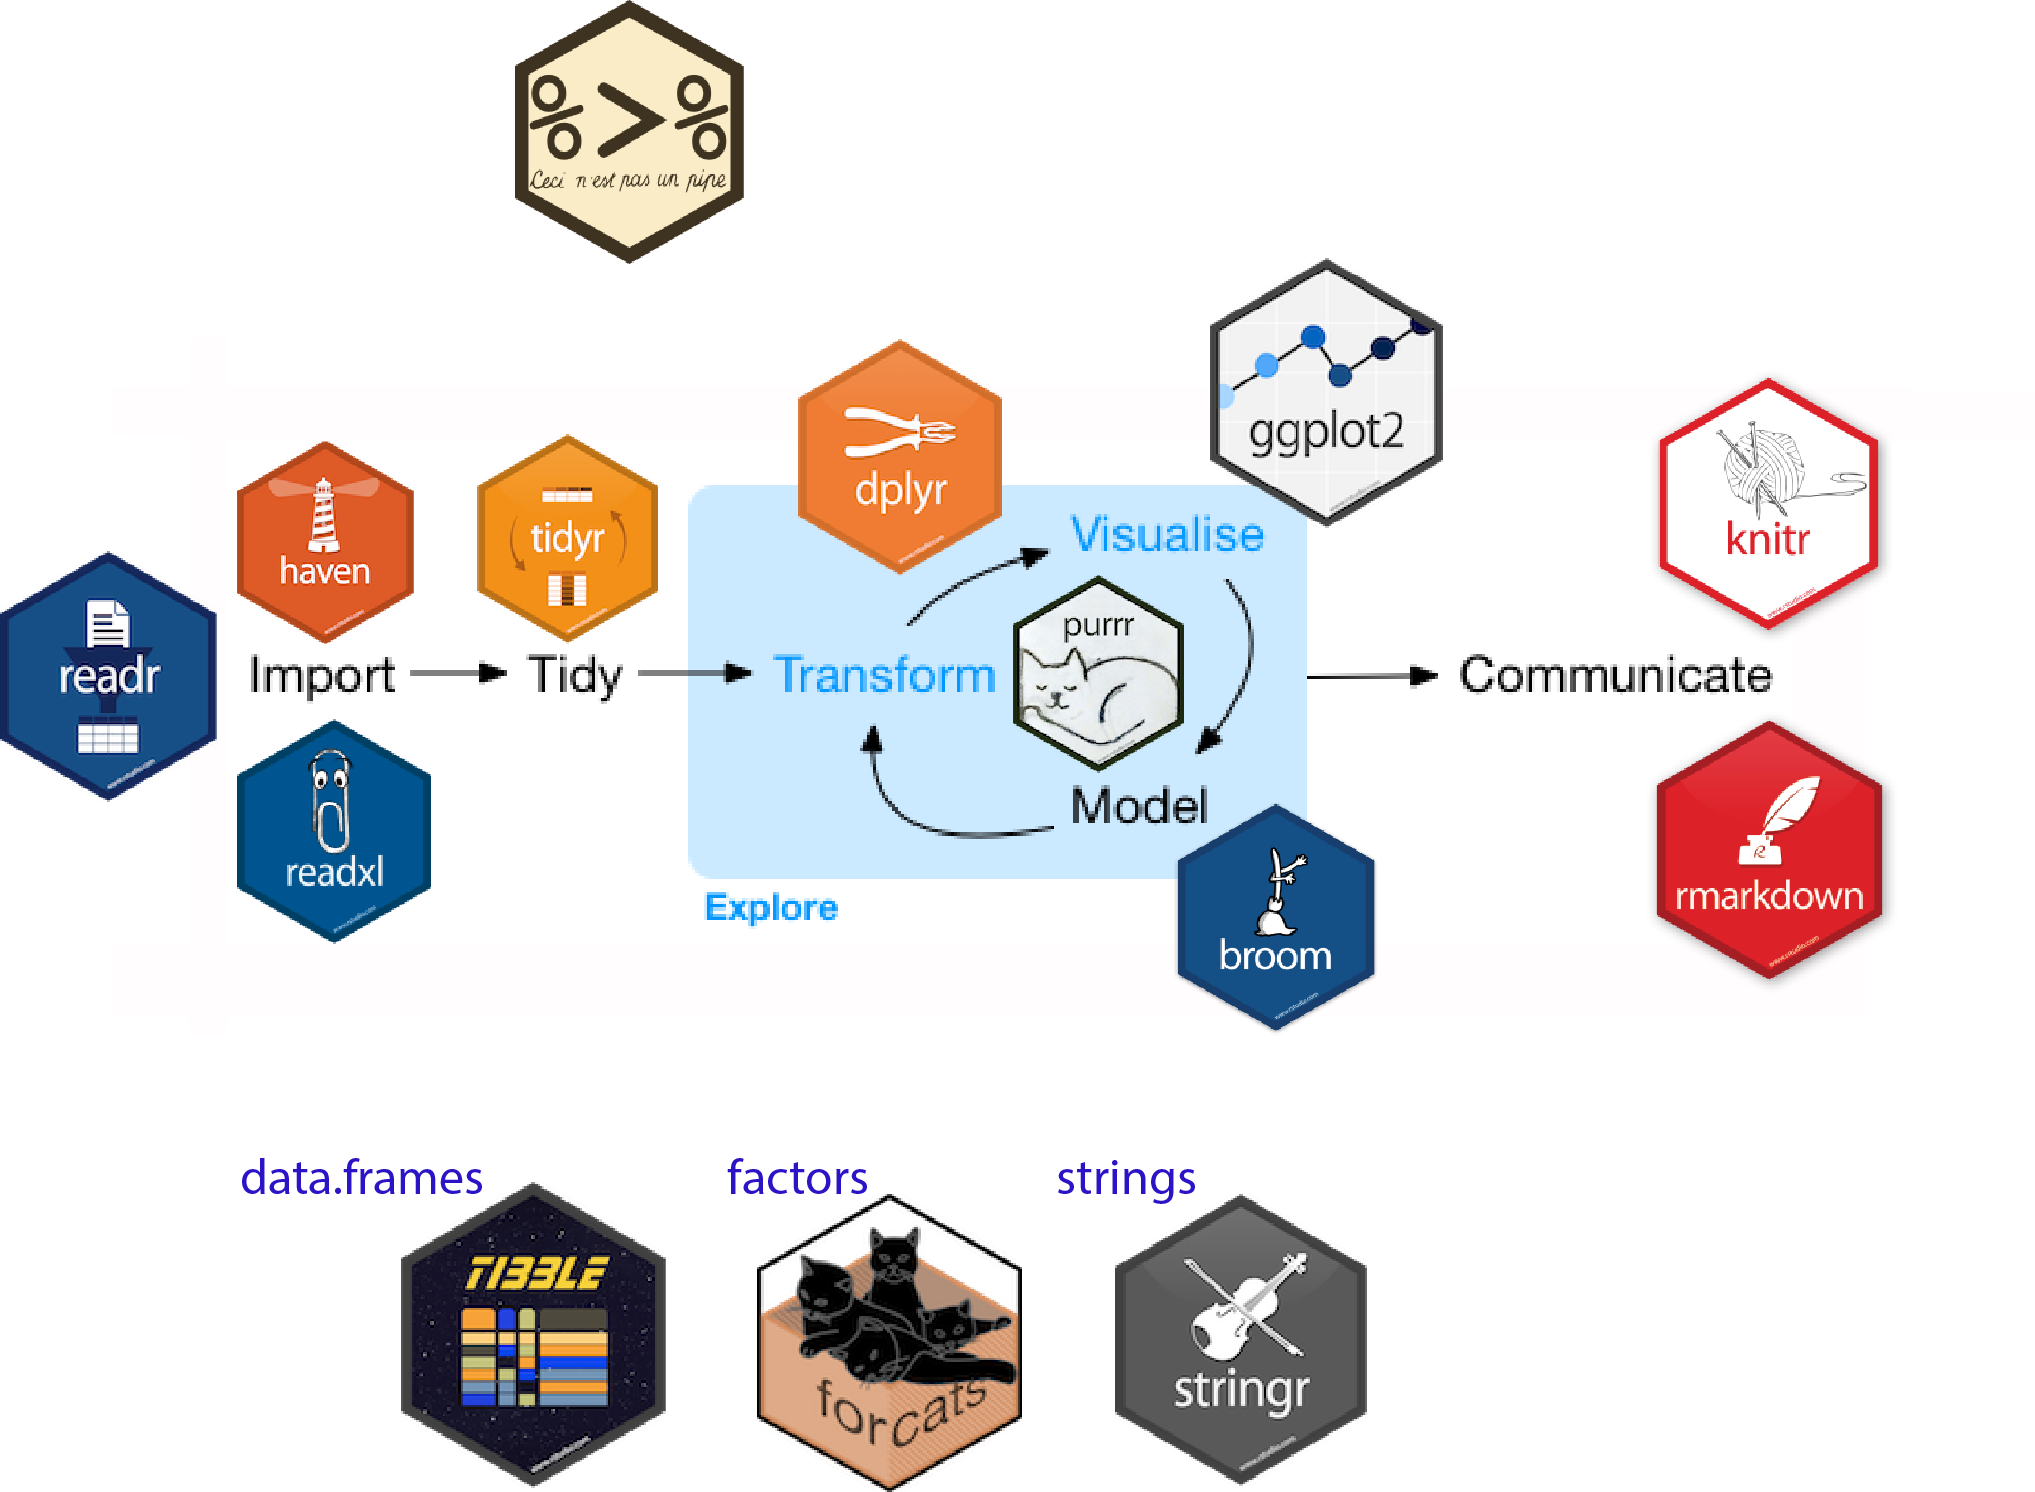 %>%
Ceci n'est pas un pipe
ggplot2
dplyr
haven
tidyr
knitr
Visualise
purrr
readr
Import
Tidy
Transform
Communicate
Model
readxl
Explore
broom
rmarkdown
data.frames
factors
strings
TIBBLE
forcats
stringr